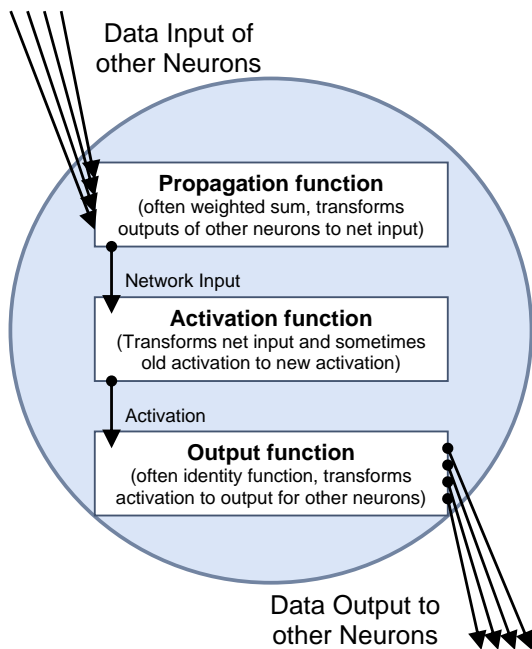 Data Input of
other Neurons
Propagation function
(often weighted sum, transforms
outputs of other neurons to net input)
Network Input
Activation function
(Transforms net input and sometimes
old activation to new activation)
Activation
Output function
(often identity function, transforms
activation to output for other neurons)
Data Output to
other Neurons